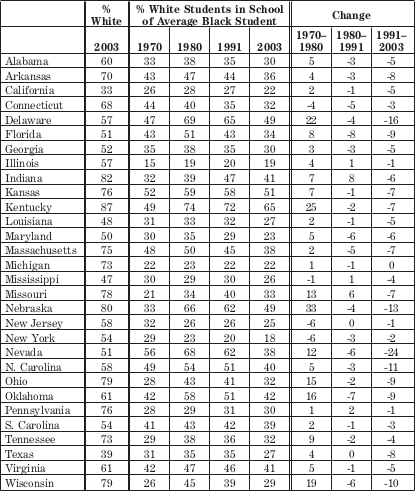 % White 2003 | % White Students in School of Average Black Student | Change
1970 1980 1991 2003 | 1970–1980 1980–1991 1991–2003
Alabama 60 33 38 35 30 5 -3 -5
Arkansas 70 43 47 44 36 4 -3 -8
California 33 26 28 27 22 2 -1 -5
Connecticut 68 44 40 35 32 -4 -5 -3
Delaware 57 47 69 65 49 22 -4 -16
Florida 51 43 51 43 34 8 -8 -9
Georgia 52 35 38 35 30 3 -3 -5
Illinois 57 15 19 20 19 4 1 -1
Indiana 82 32 39 47 41 7 8 -6
Kansas 76 52 59 58 51 7 -1 -7
Kentucky 87 49 74 72 65 25 -2 -7
Louisiana 48 31 33 32 27 2 -1 -5
Maryland 50 30 35 29 23 5 -6 -6
Massachusetts 75 48 50 45 38 2 -5 -7
Michigan 73 22 23 22 22 1 -1 0
Mississippi 47 30 29 30 26 -1 1 -4
Missouri 78 21 34 40 33 13 6 -7
Nebraska 80 33 66 62 49 33 -4 -13
New Jersey 58 32 26 26 25 -6 0 -1
New York 54 29 23 20 18 -6 -3 -2
Nevada 51 56 68 62 38 12 -6 -24
N. Carolina 58 49 54 51 40 5 -3 -11
Ohio 79 28 43 41 32 15 -2 -9
Oklahoma 61 42 58 51 42 16 -7 -9
Pennsylvania 76 28 29 31 30 1 2 -1
S. Carolina 54 41 43 42 39 2 -1 -3
Tennessee 73 29 38 36 32 9 -2 -4
Texas 39 31 35 35 27 4 0 -8
Virginia 61 42 47 46 41 5 -1 -5
Wisconsin 79 26 45 39 29 19 -6 -10